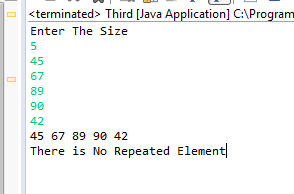 <terminated> Third [Java Application] C:\Program
Enter The Size
5
45
67
89
90
42
45 67 89 90 42
There is No Repeated Element